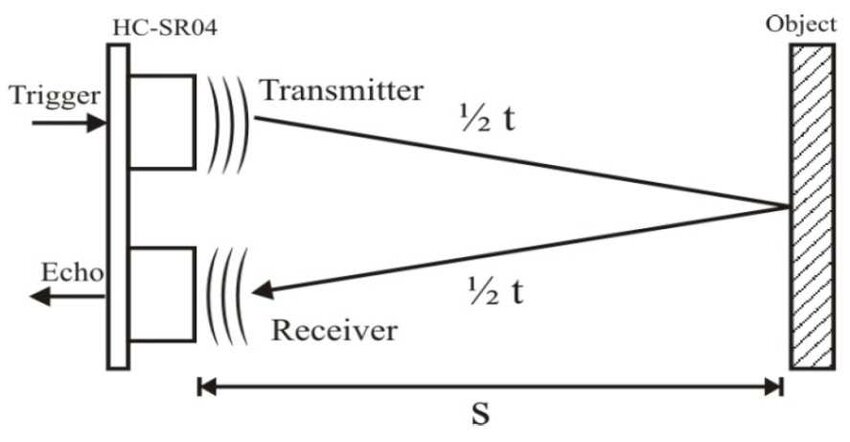 HC-SR04
Object
Trigger
Transmitter
½ t
Echo
½ t
Receiver
S